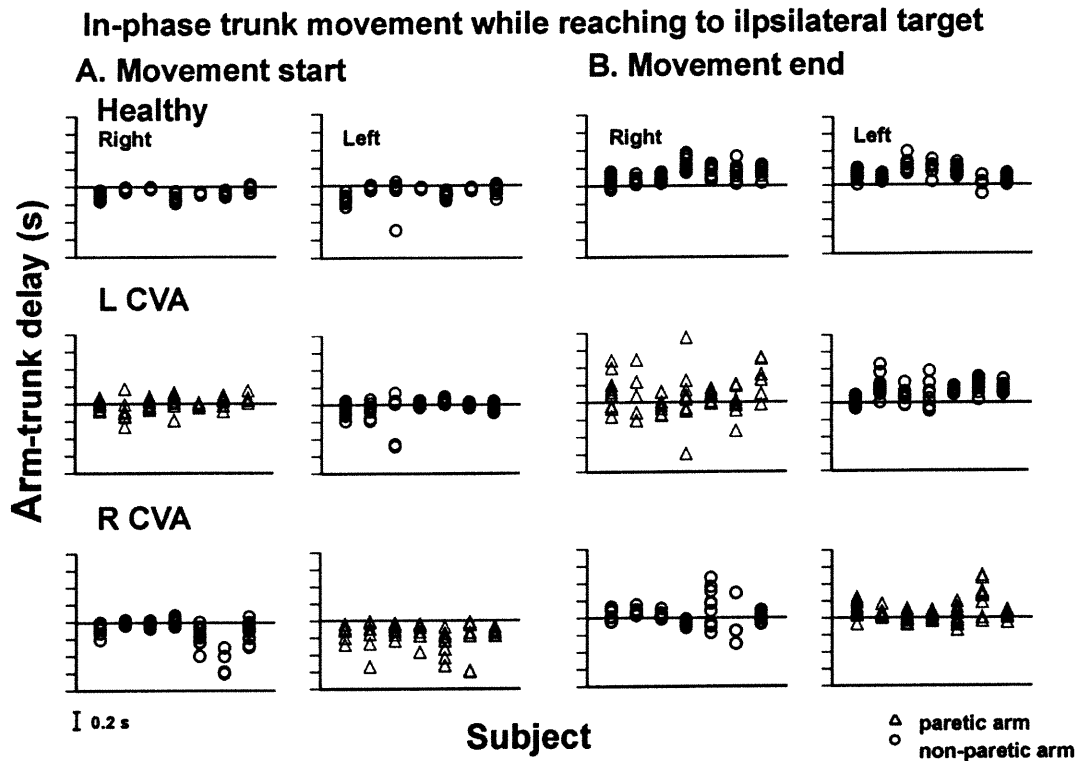 In-phase trunk movement while reaching to ilpsilateral target
A. Movement start
B. Movement end
Healthy
Right
Left
Right
Left
Arm-trunk delay (s)
L CVA
R CVA
I 0.2 s
Subject
△ paretic arm
○ non-paretic arm